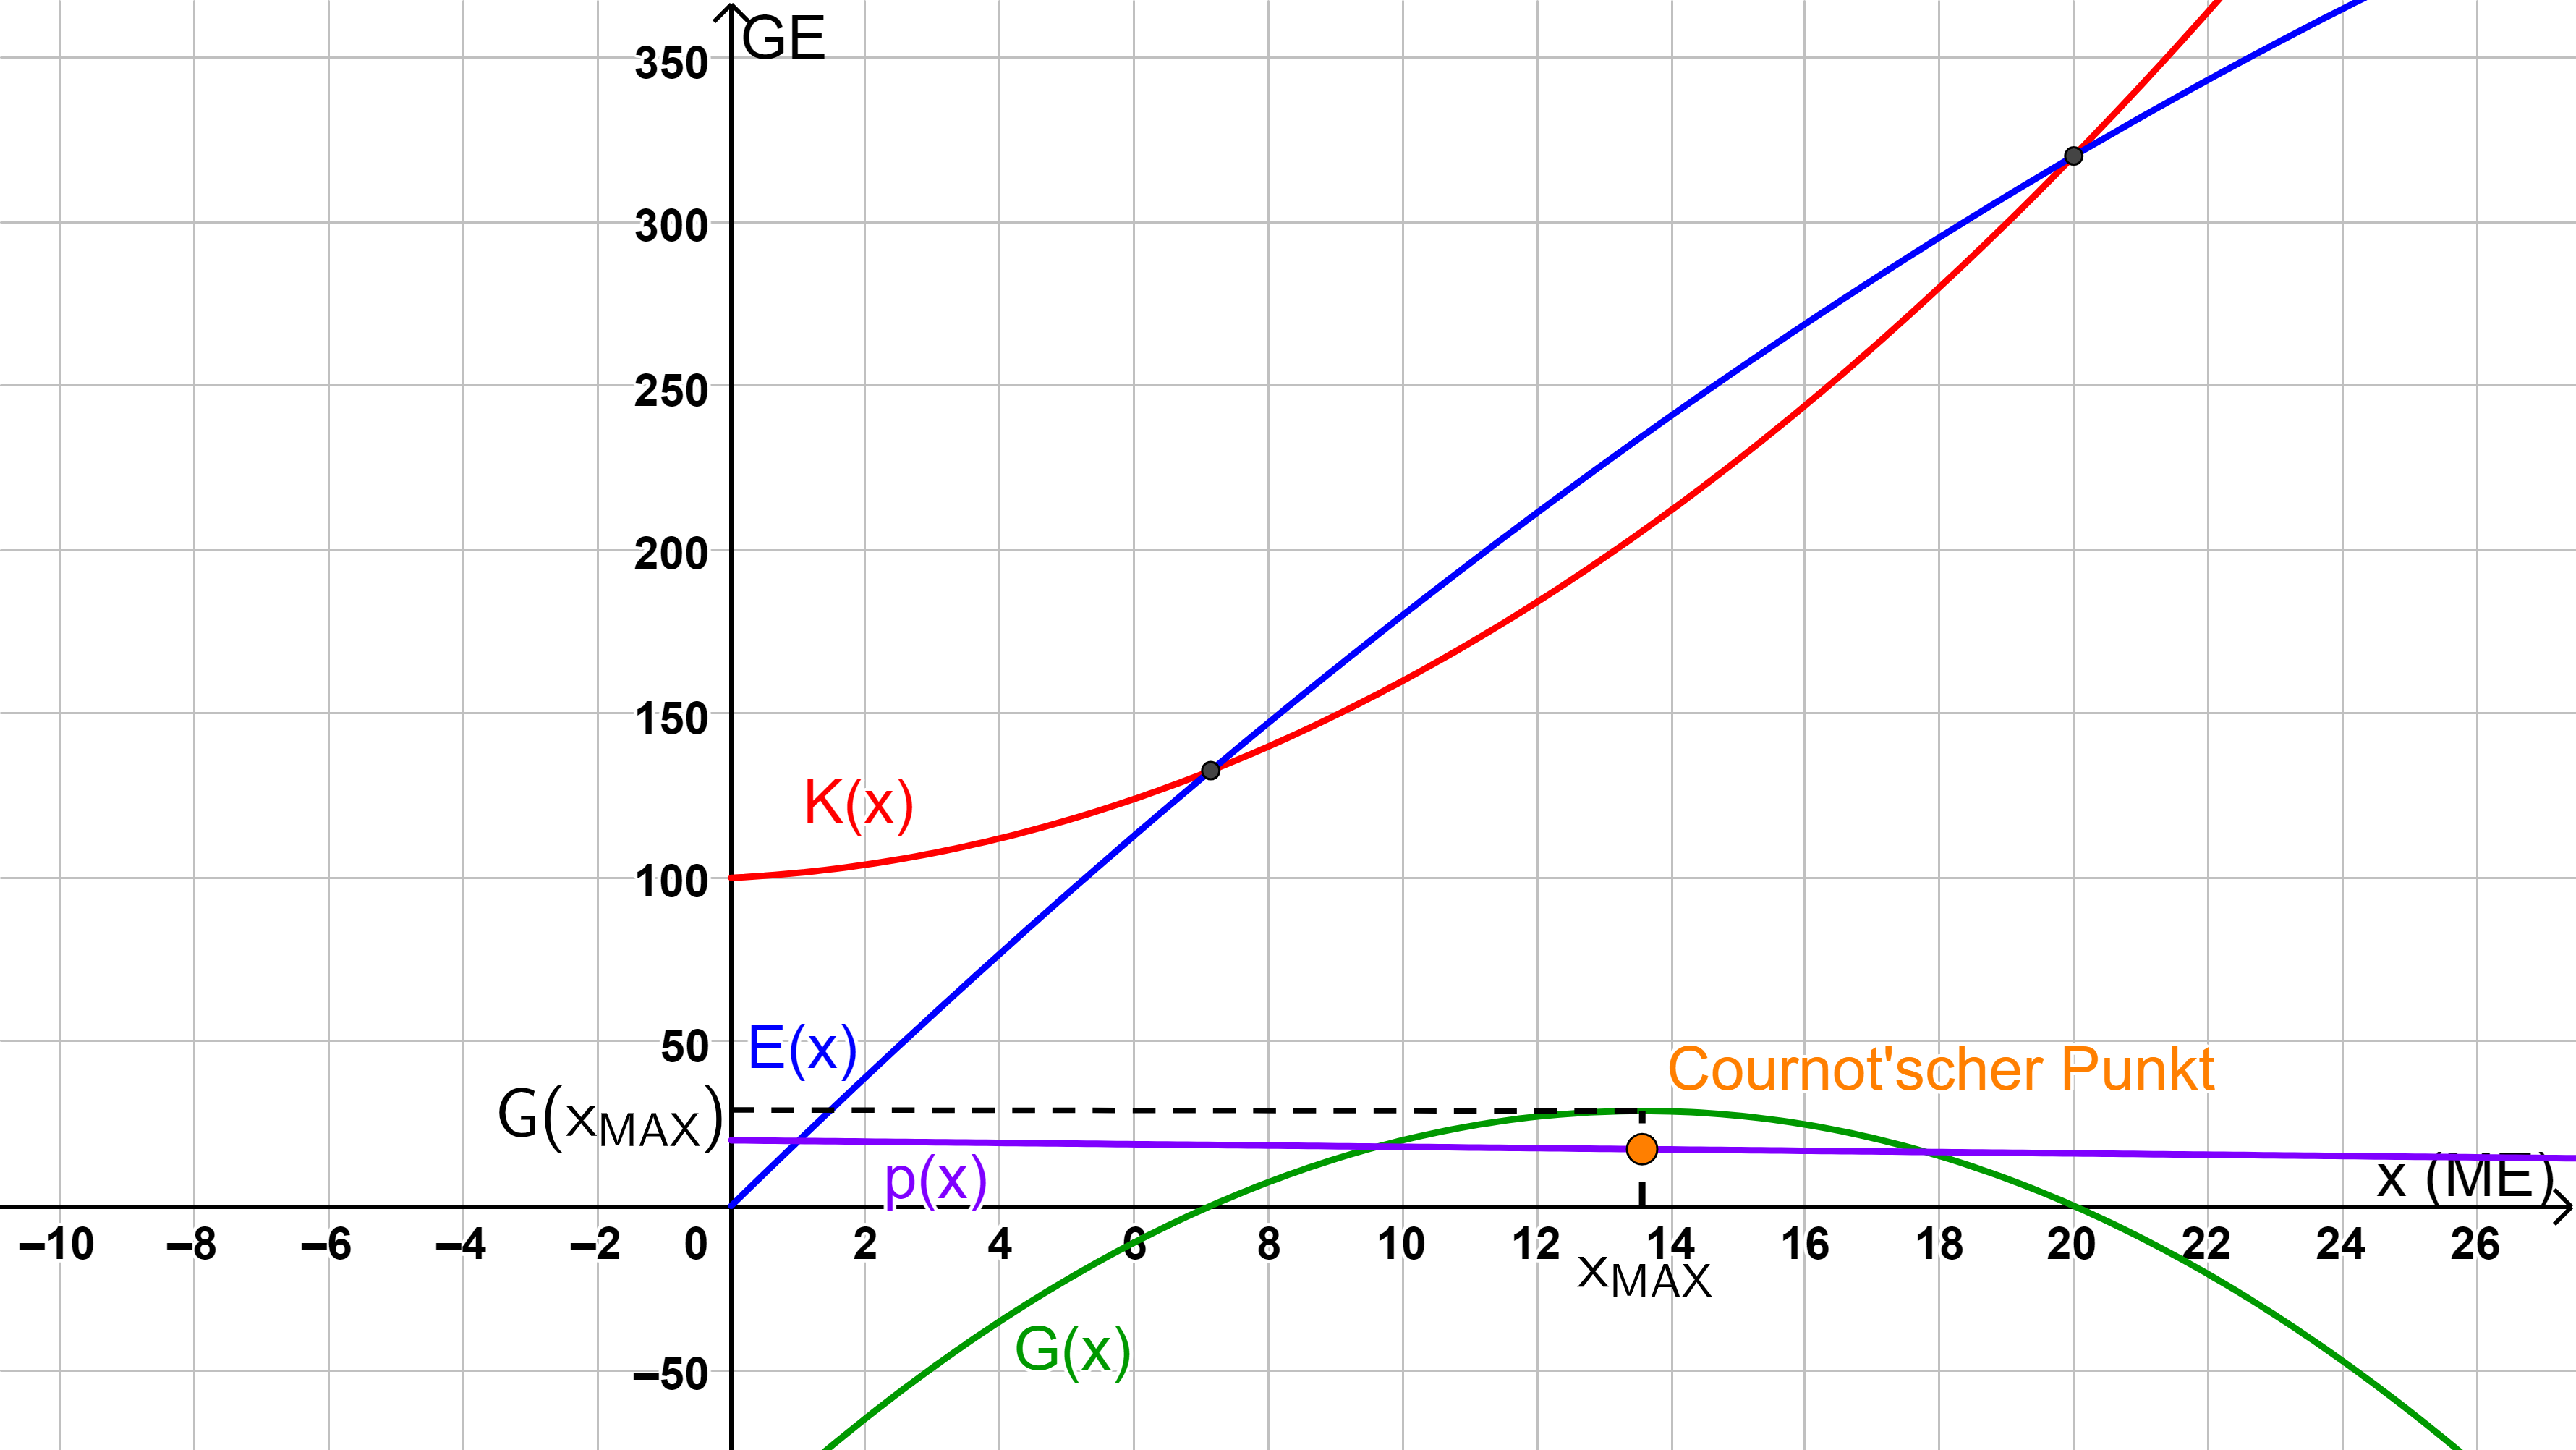 GE
350
300
250
200
150
K(x)
100
E(x)
50
Cournot'scher Punkt
G(xMAX)
p(x)
x (ME)
−10 −8 −6 −4 −2 0 2 4 6 8 10 12 14 16 18 20 22 24 26
xMAX
G(x)
−50